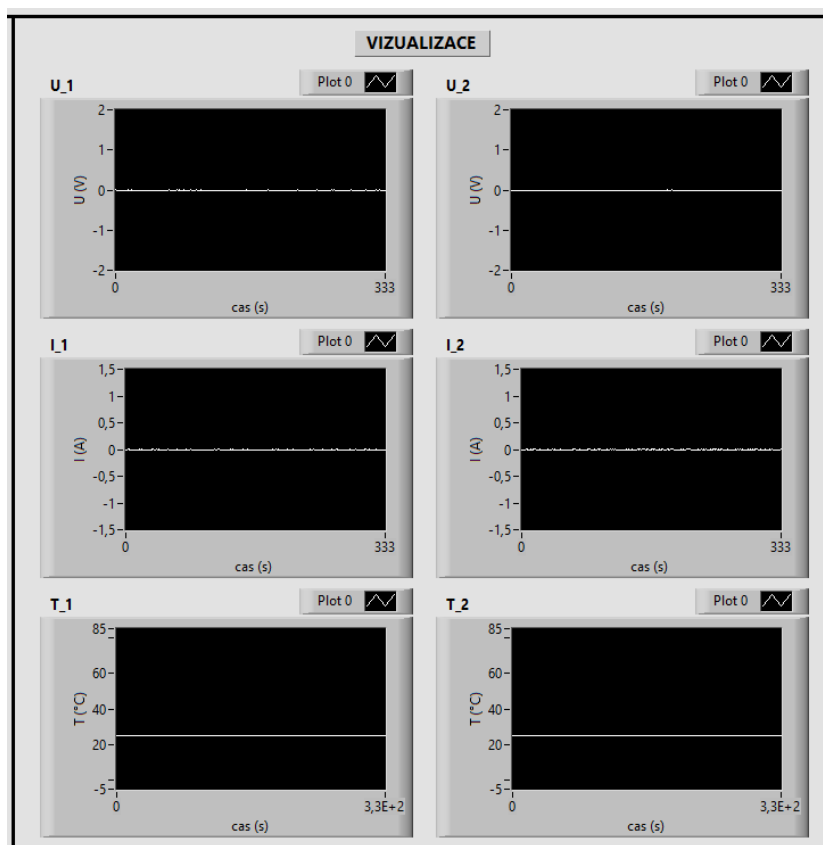 VIZUALIZACE
U_1 Plot 0
2
1
0
-1
-2
U (V)
0 333
cas (s)
U_2 Plot 0
2
1
0
-1
-2
U (V)
0 333
cas (s)
I_1 Plot 0
1,5
1
0,5
0
-0,5
-1
-1,5
I (A)
0 333
cas (s)
I_2 Plot 0
1,5
1
0,5
0
-0,5
-1
-1,5
I (A)
0 333
cas (s)
T_1 Plot 0
85
60
40
20
-5
T (°C)
0 3,3E+2
cas (s)
T_2 Plot 0
85
60
40
20
-5
T (°C)
0 3,3E+2
cas (s)